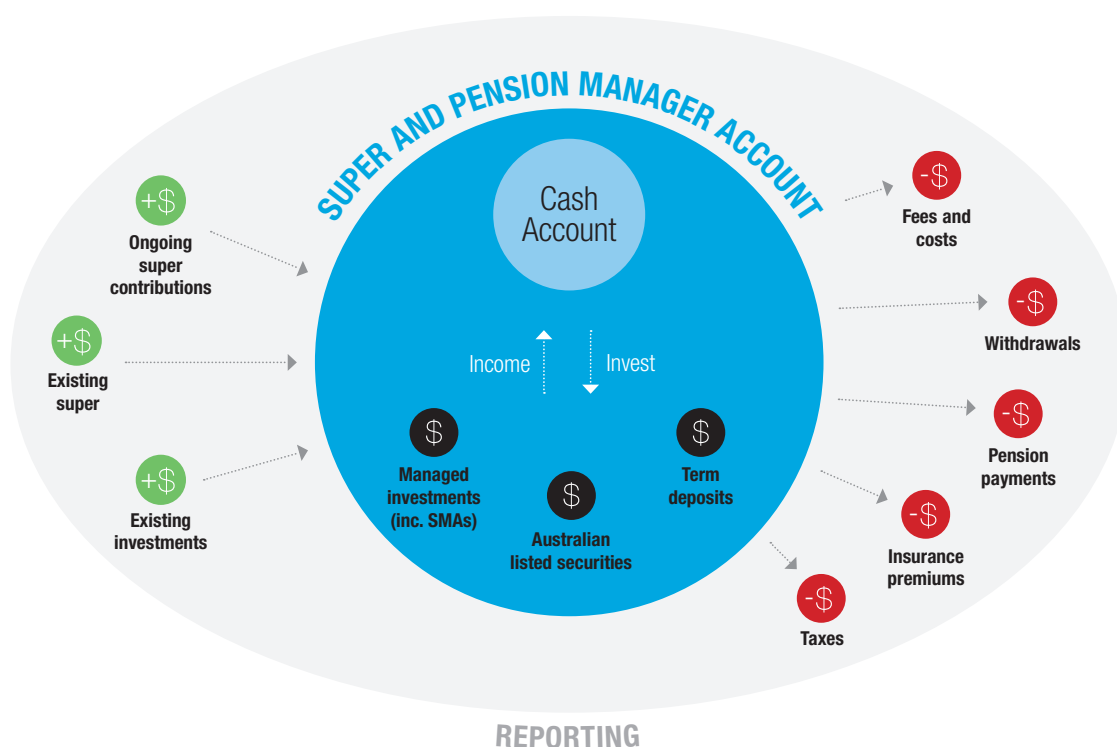 SUPER AND PENSION MANAGER ACCOUNT
Cash
Account
+$
Ongoing
super
contributions
+$
Existing
super
+$
Existing
investments
Income
Invest
$
Managed
investments
(inc. SMAs)
$
Australian
listed securities
$
Term
deposits
-$
Fees and
costs
-$
Withdrawals
-$
Pension
payments
-$
Insurance
premiums
-$
Taxes
REPORTING